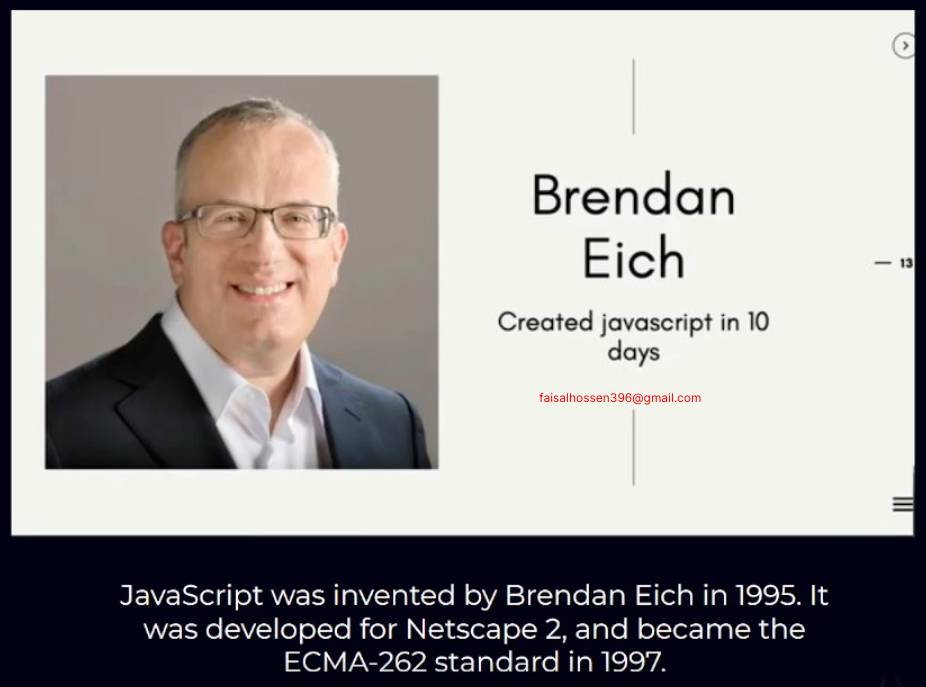 Brendan
Eich
13
Created javascript in 10
days
faisalhossen396@gmail.com
JavaScript was invented by Brendan Eich in 1995. It
was developed for Netscape 2, and became the
ECMA-262 standard in 1997.